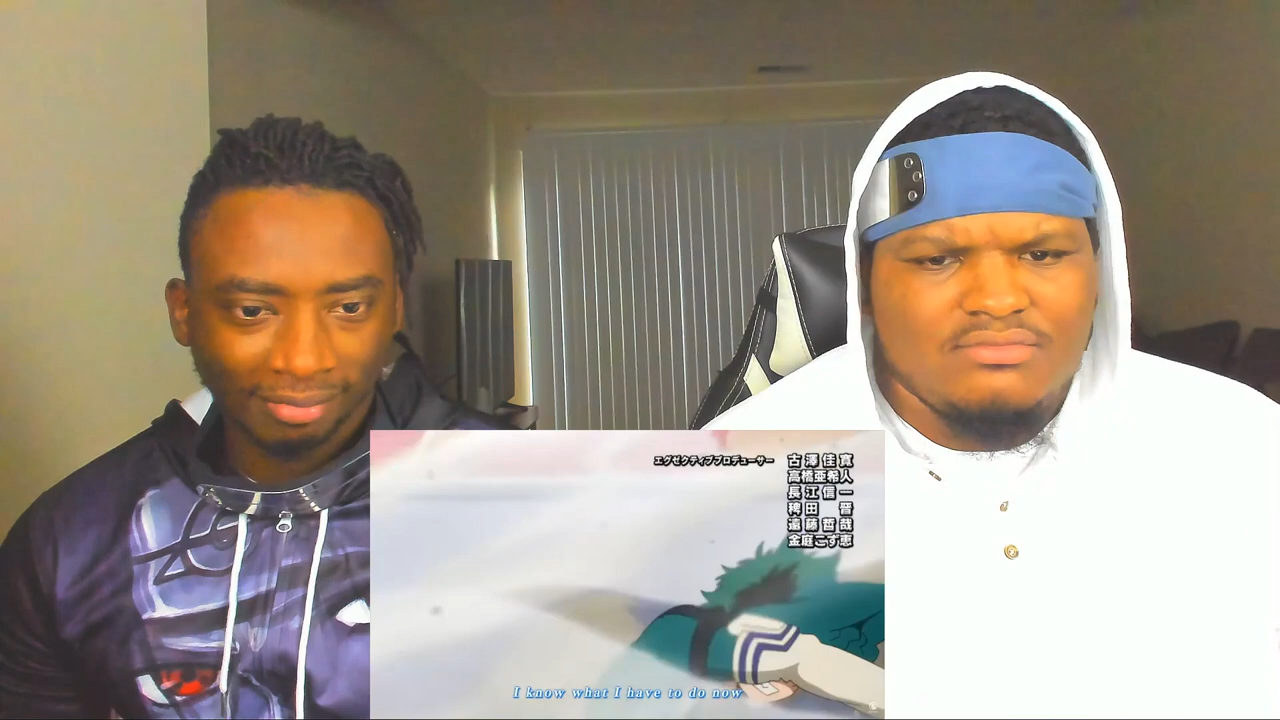 エグゼクティブプロデューサー 古澤佳寛
高橋亜希人
長江信一
稗田 晋
遠藤哲哉
金庭こず恵
I know what I have to do now